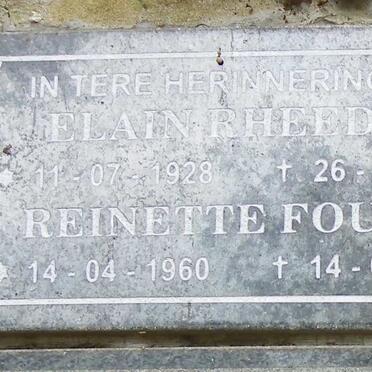 IN TERE HERINNERING
ELAIN RHEED
* 11-07-1928 † 26-
REINETTE FOU
* 14-04-1960 † 14-